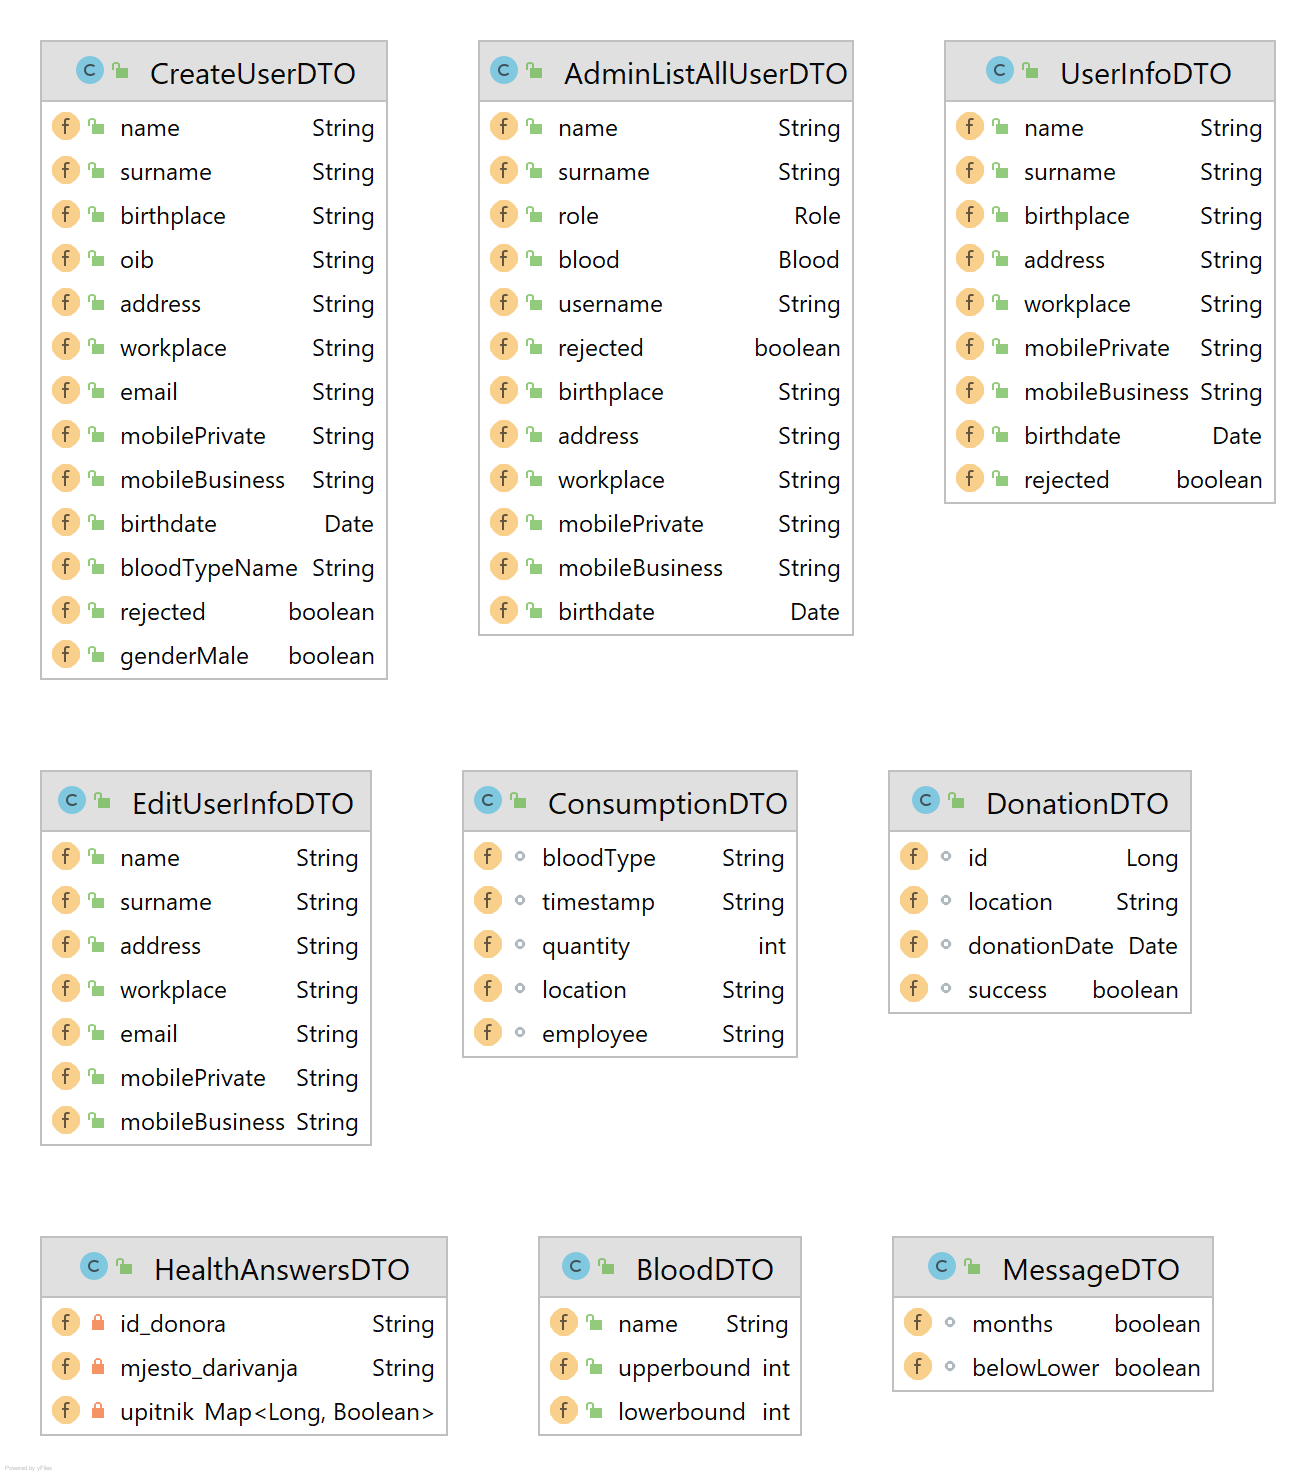 CreateUserDTO
name String
surname String
birthplace String
oib String
address String
workplace String
email String
mobilePrivate String
mobileBusiness String
birthdate Date
bloodTypeName String
rejected boolean
genderMale boolean
AdminListAllUserDTO
name String
surname String
role Role
blood Blood
username String
rejected boolean
birthplace String
address String
workplace String
mobilePrivate String
mobileBusiness String
birthdate Date
UserInfoDTO
name String
surname String
birthplace String
address String
workplace String
mobilePrivate String
mobileBusiness String
birthdate Date
rejected boolean
EditUserInfoDTO
name String
surname String
address String
workplace String
email String
mobilePrivate String
mobileBusiness String
ConsumptionDTO
bloodType String
timestamp String
quantity int
location String
employee String
DonationDTO
id Long
location String
donationDate Date
success boolean
HealthAnswersDTO
id_donora String
mjesto_darivanja String
upitnik Map<Long, Boolean>
BloodDTO
name String
upperbound int
lowerbound int
MessageDTO
months boolean
belowLower boolean
Powered by yFiles